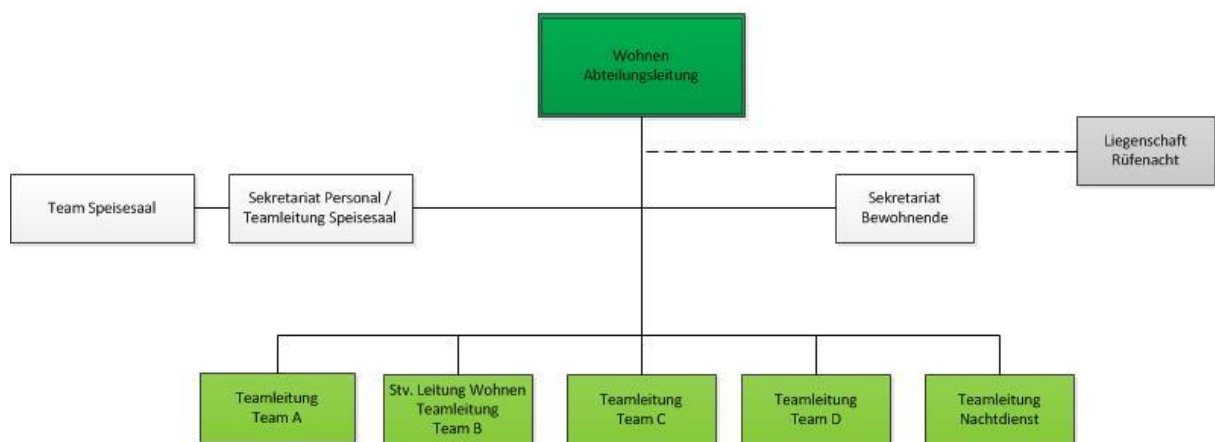 Wohnen
Abteilungsleitung
Liegenschaft
Rüfenacht
Team Speisesaal
Sekretariat Personal /
Teamleitung Speisesaal
Sekretariat
Bewohnende
Teamleitung
Team A
Stv. Leitung Wohnen
Teamleitung
Team B
Teamleitung
Team C
Teamleitung
Team D
Teamleitung
Nachtdienst